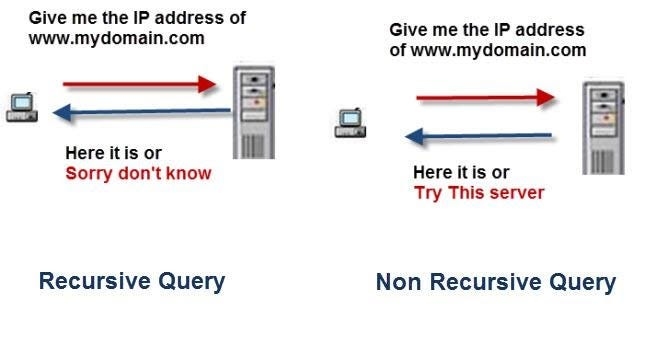 Give me the IP address of
www.mydomain.com
Here it is or
Sorry don't know
Recursive Query
Give me the IP address
of www.mydomain.com
Here it is or
Try This server
Non Recursive Query